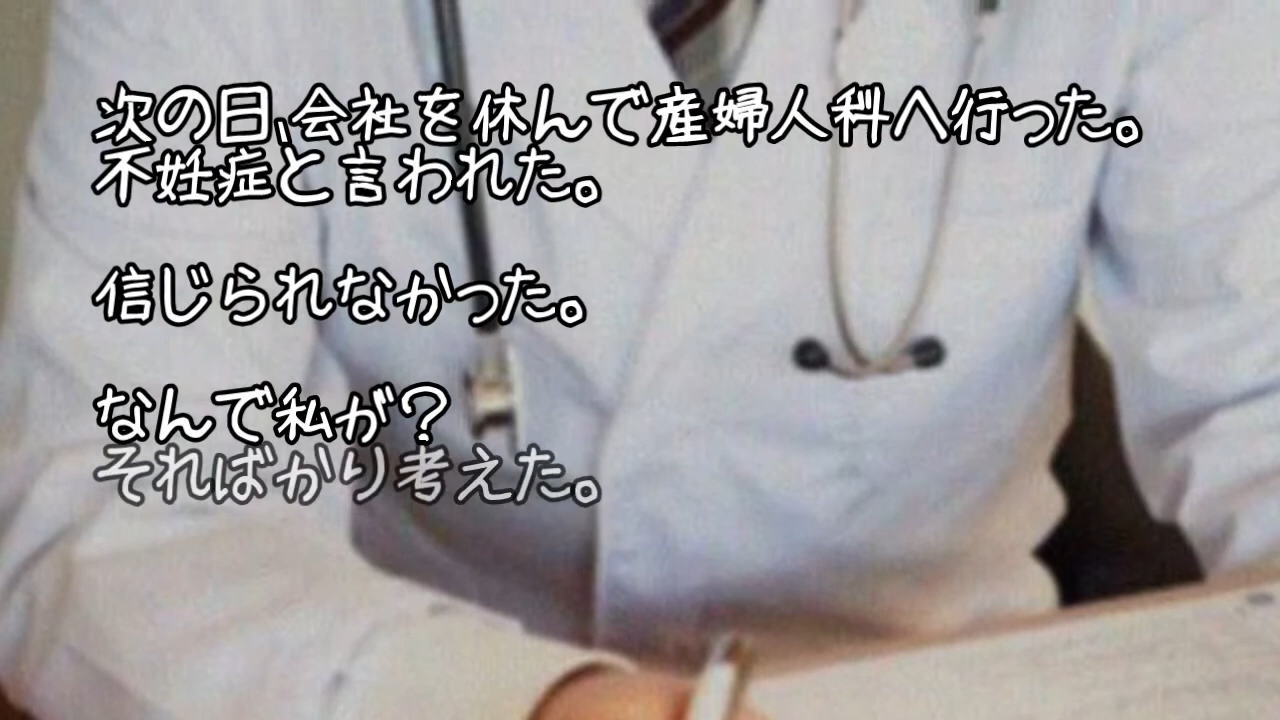 次の日、会社を休んで産婦人科へ行った。
不妊症と言われた。
信じられなかった。
なんで私が？
そればかり考えた。